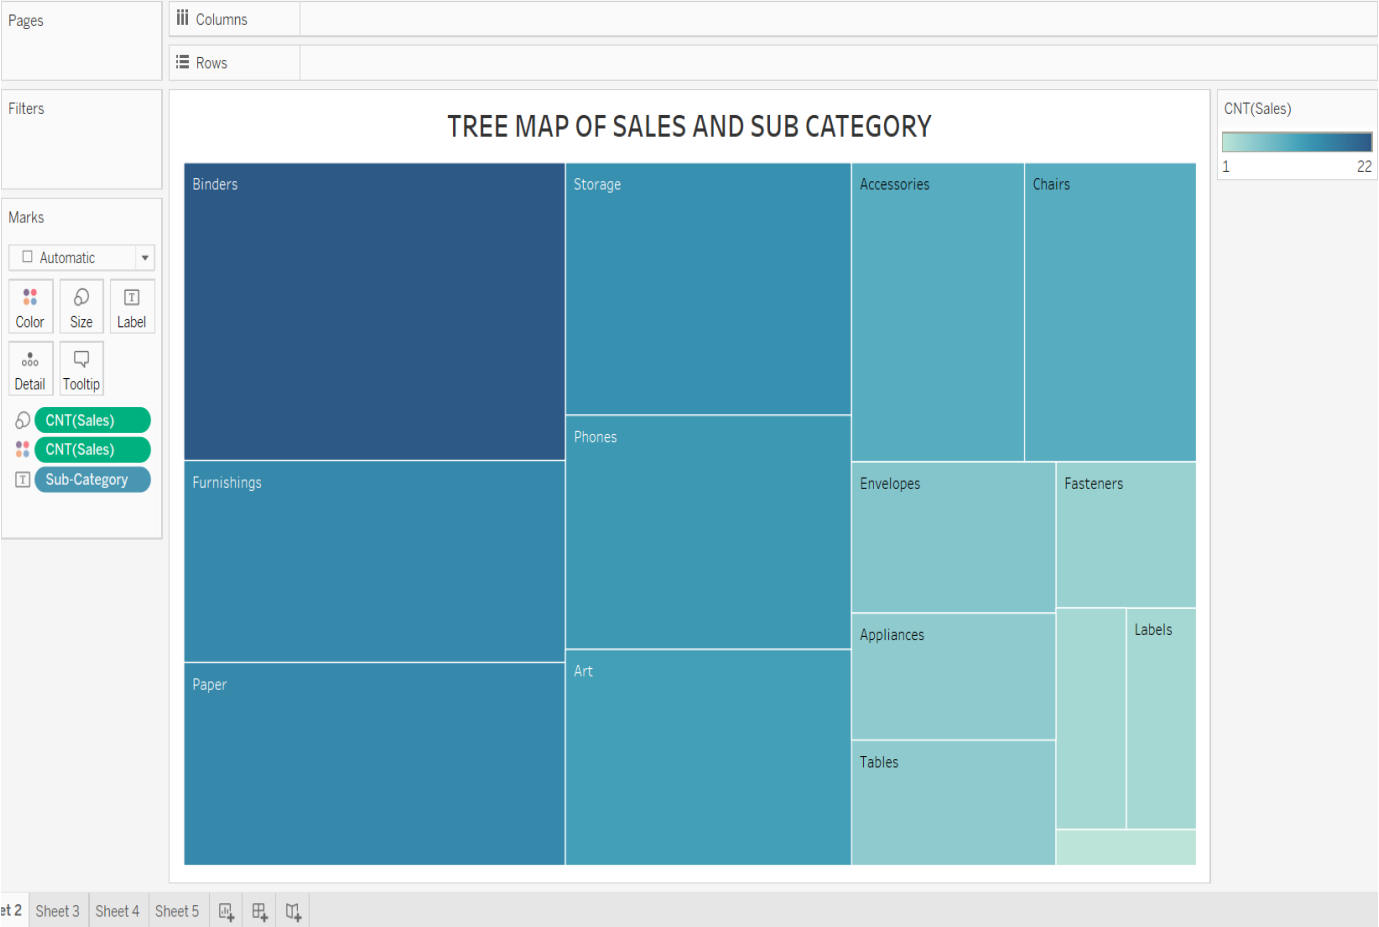 Pages
Columns
Rows
Filters
TREE MAP OF SALES AND SUB CATEGORY
CNT(Sales)
1 22
Marks
Automatic
Color Size Label
Detail Tooltip
CNT(Sales)
CNT(Sales)
Sub-Category
Binders
Storage
Accessories
Chairs
Phones
Furnishings
Envelopes
Fasteners
Appliances
Labels
Art
Paper
Tables
et 2 Sheet 3 Sheet 4 Sheet 5